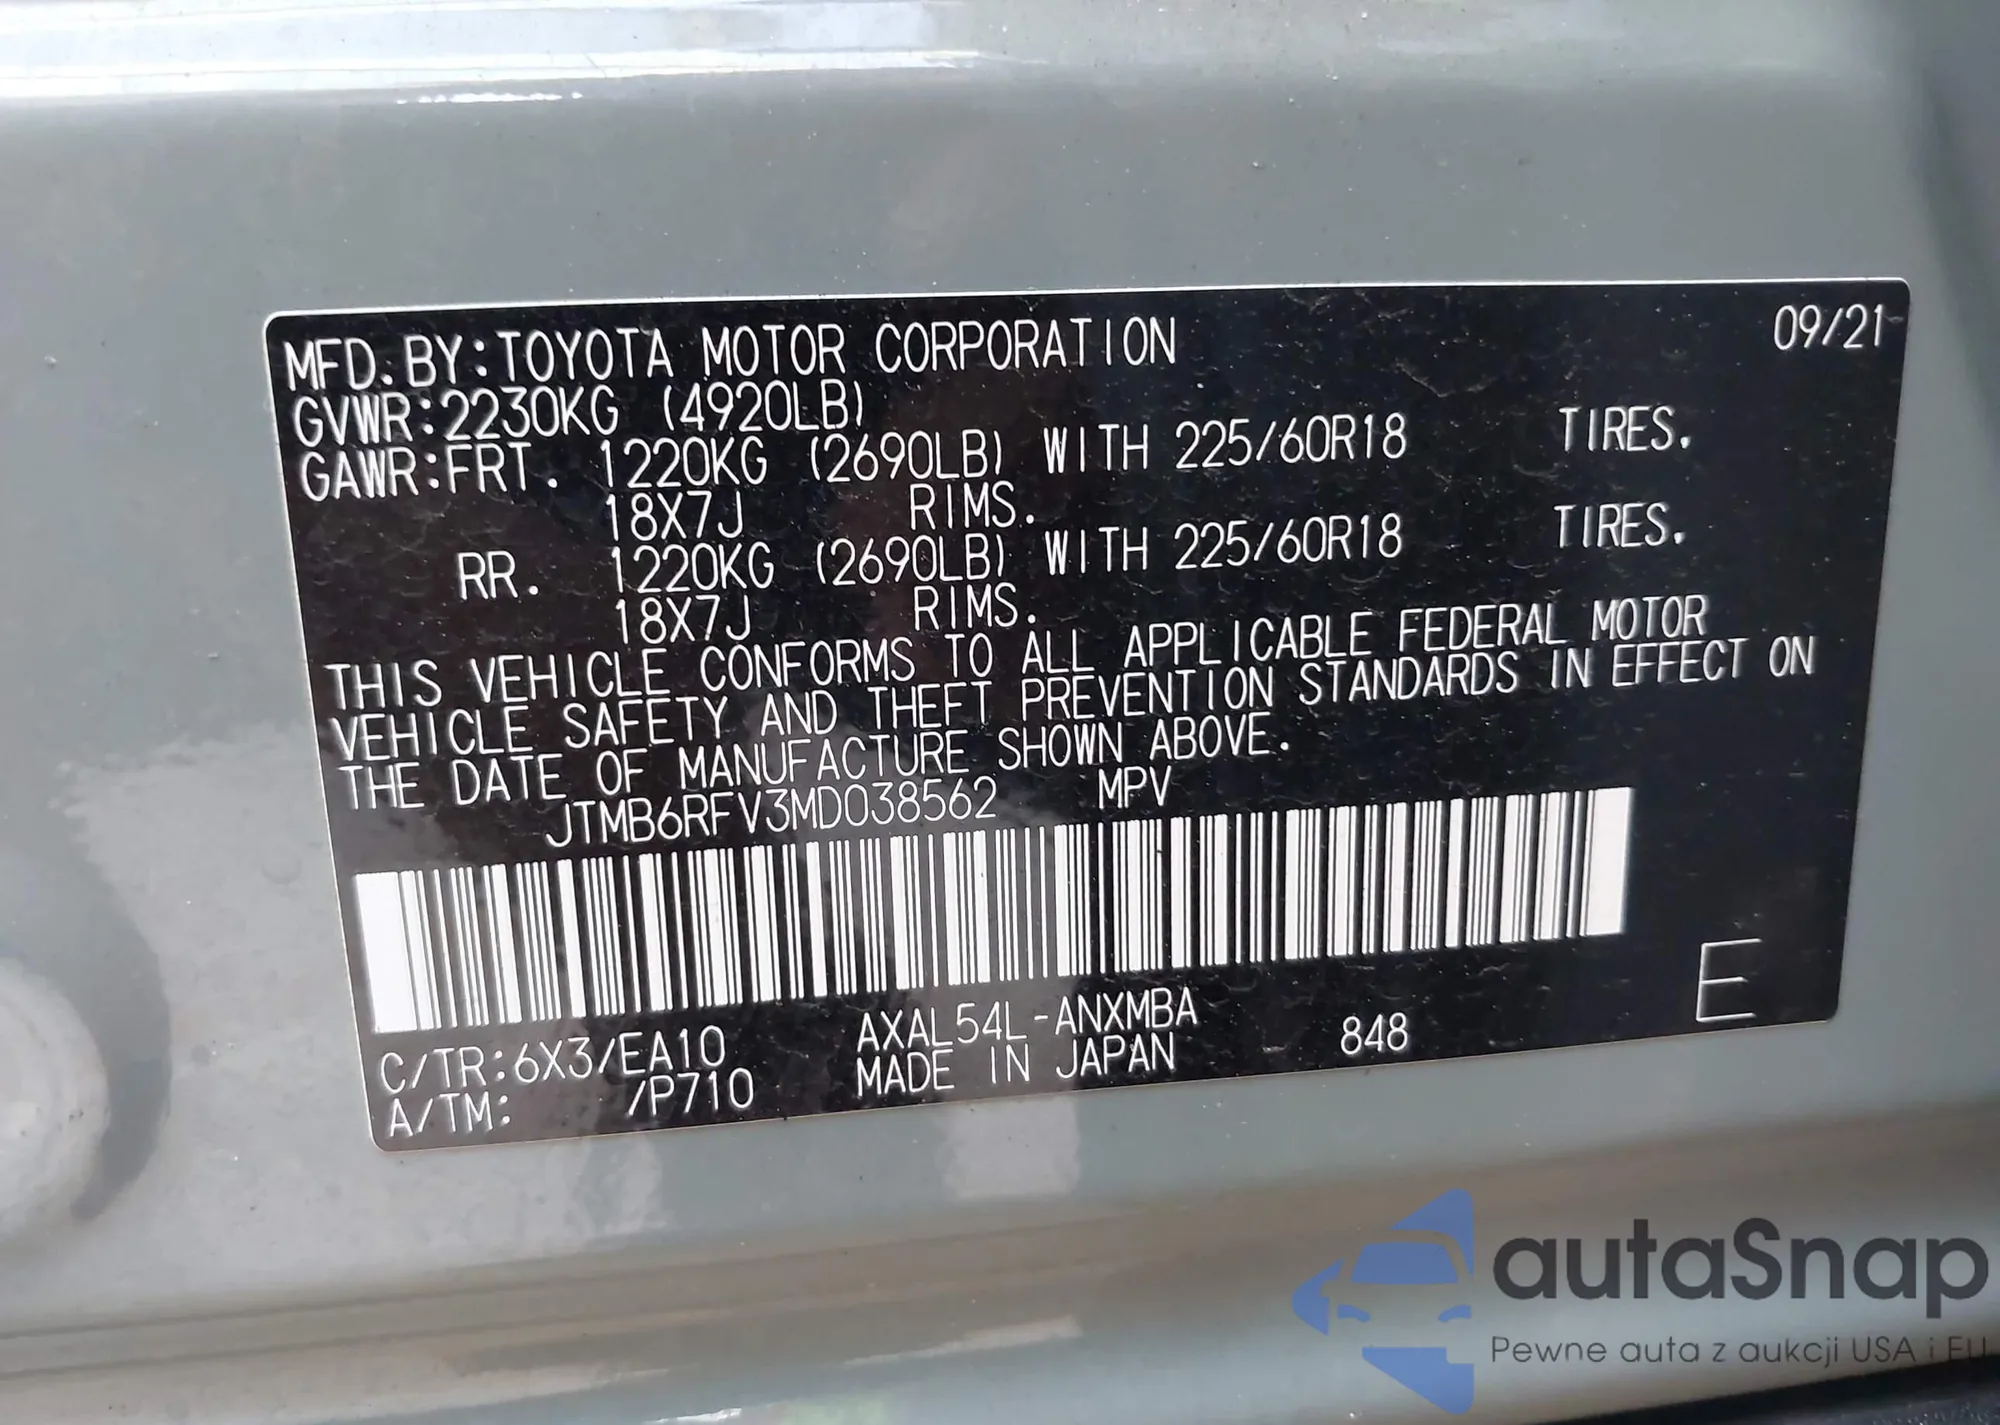 MFD. BY: TOYOTA MOTOR CORPORATION 09/21
GVWR: 2230KG (4920LB)
GAWR: FRT. 1220KG (2690LB) WITH 225/60R18 TIRES.
18X7J RIMS.
RR. 1220KG (2690LB) WITH 225/60R18 TIRES.
18X7J RIMS.
THIS VEHICLE CONFORMS TO ALL APPLICABLE FEDERAL MOTOR
VEHICLE SAFETY AND THEFT PREVENTION STANDARDS IN EFFECT ON
THE DATE OF MANUFACTURE SHOWN ABOVE.
JTMB6RFV3MD038562 MPV
E
C/TR: 6X3/EA10 AXAL54L-ANXMBA 848
A/TM: /P710 MADE IN JAPAN
autaSnap
Pewne auta z aukcji USA i EU